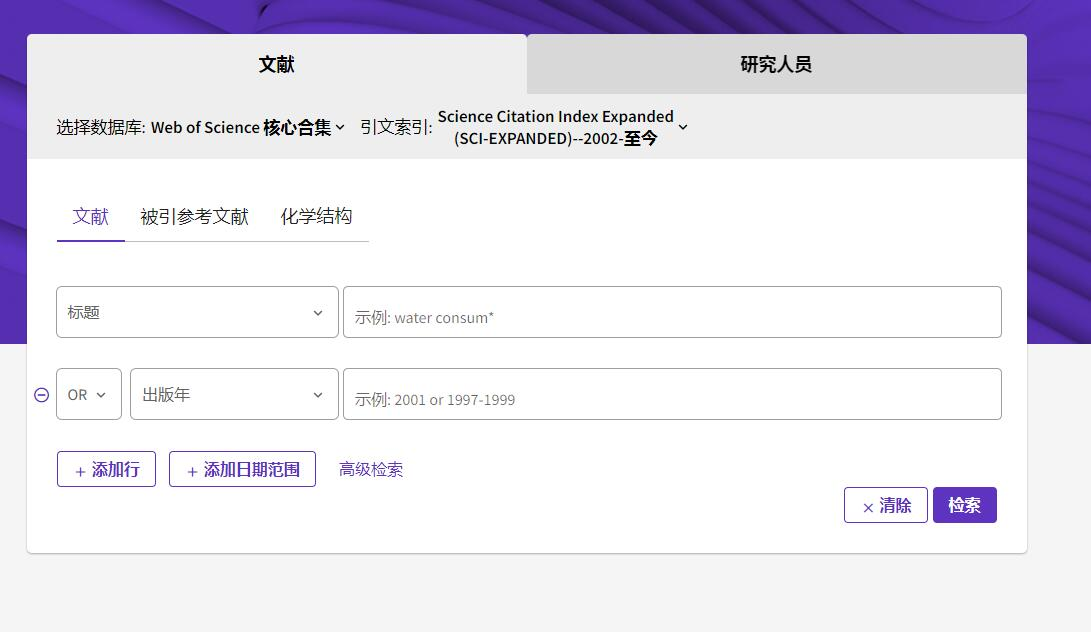 文献 研究人员
选择数据库: Web of Science 核心合集 引文索引: Science Citation Index Expanded
(SCI-EXPANDED)--2002-至今
文献 被引参考文献 化学结构
标题 示例: water consum*
OR 出版年 示例: 2001 or 1997-1999
+ 添加行 + 添加日期范围 高级检索
× 清除 检索